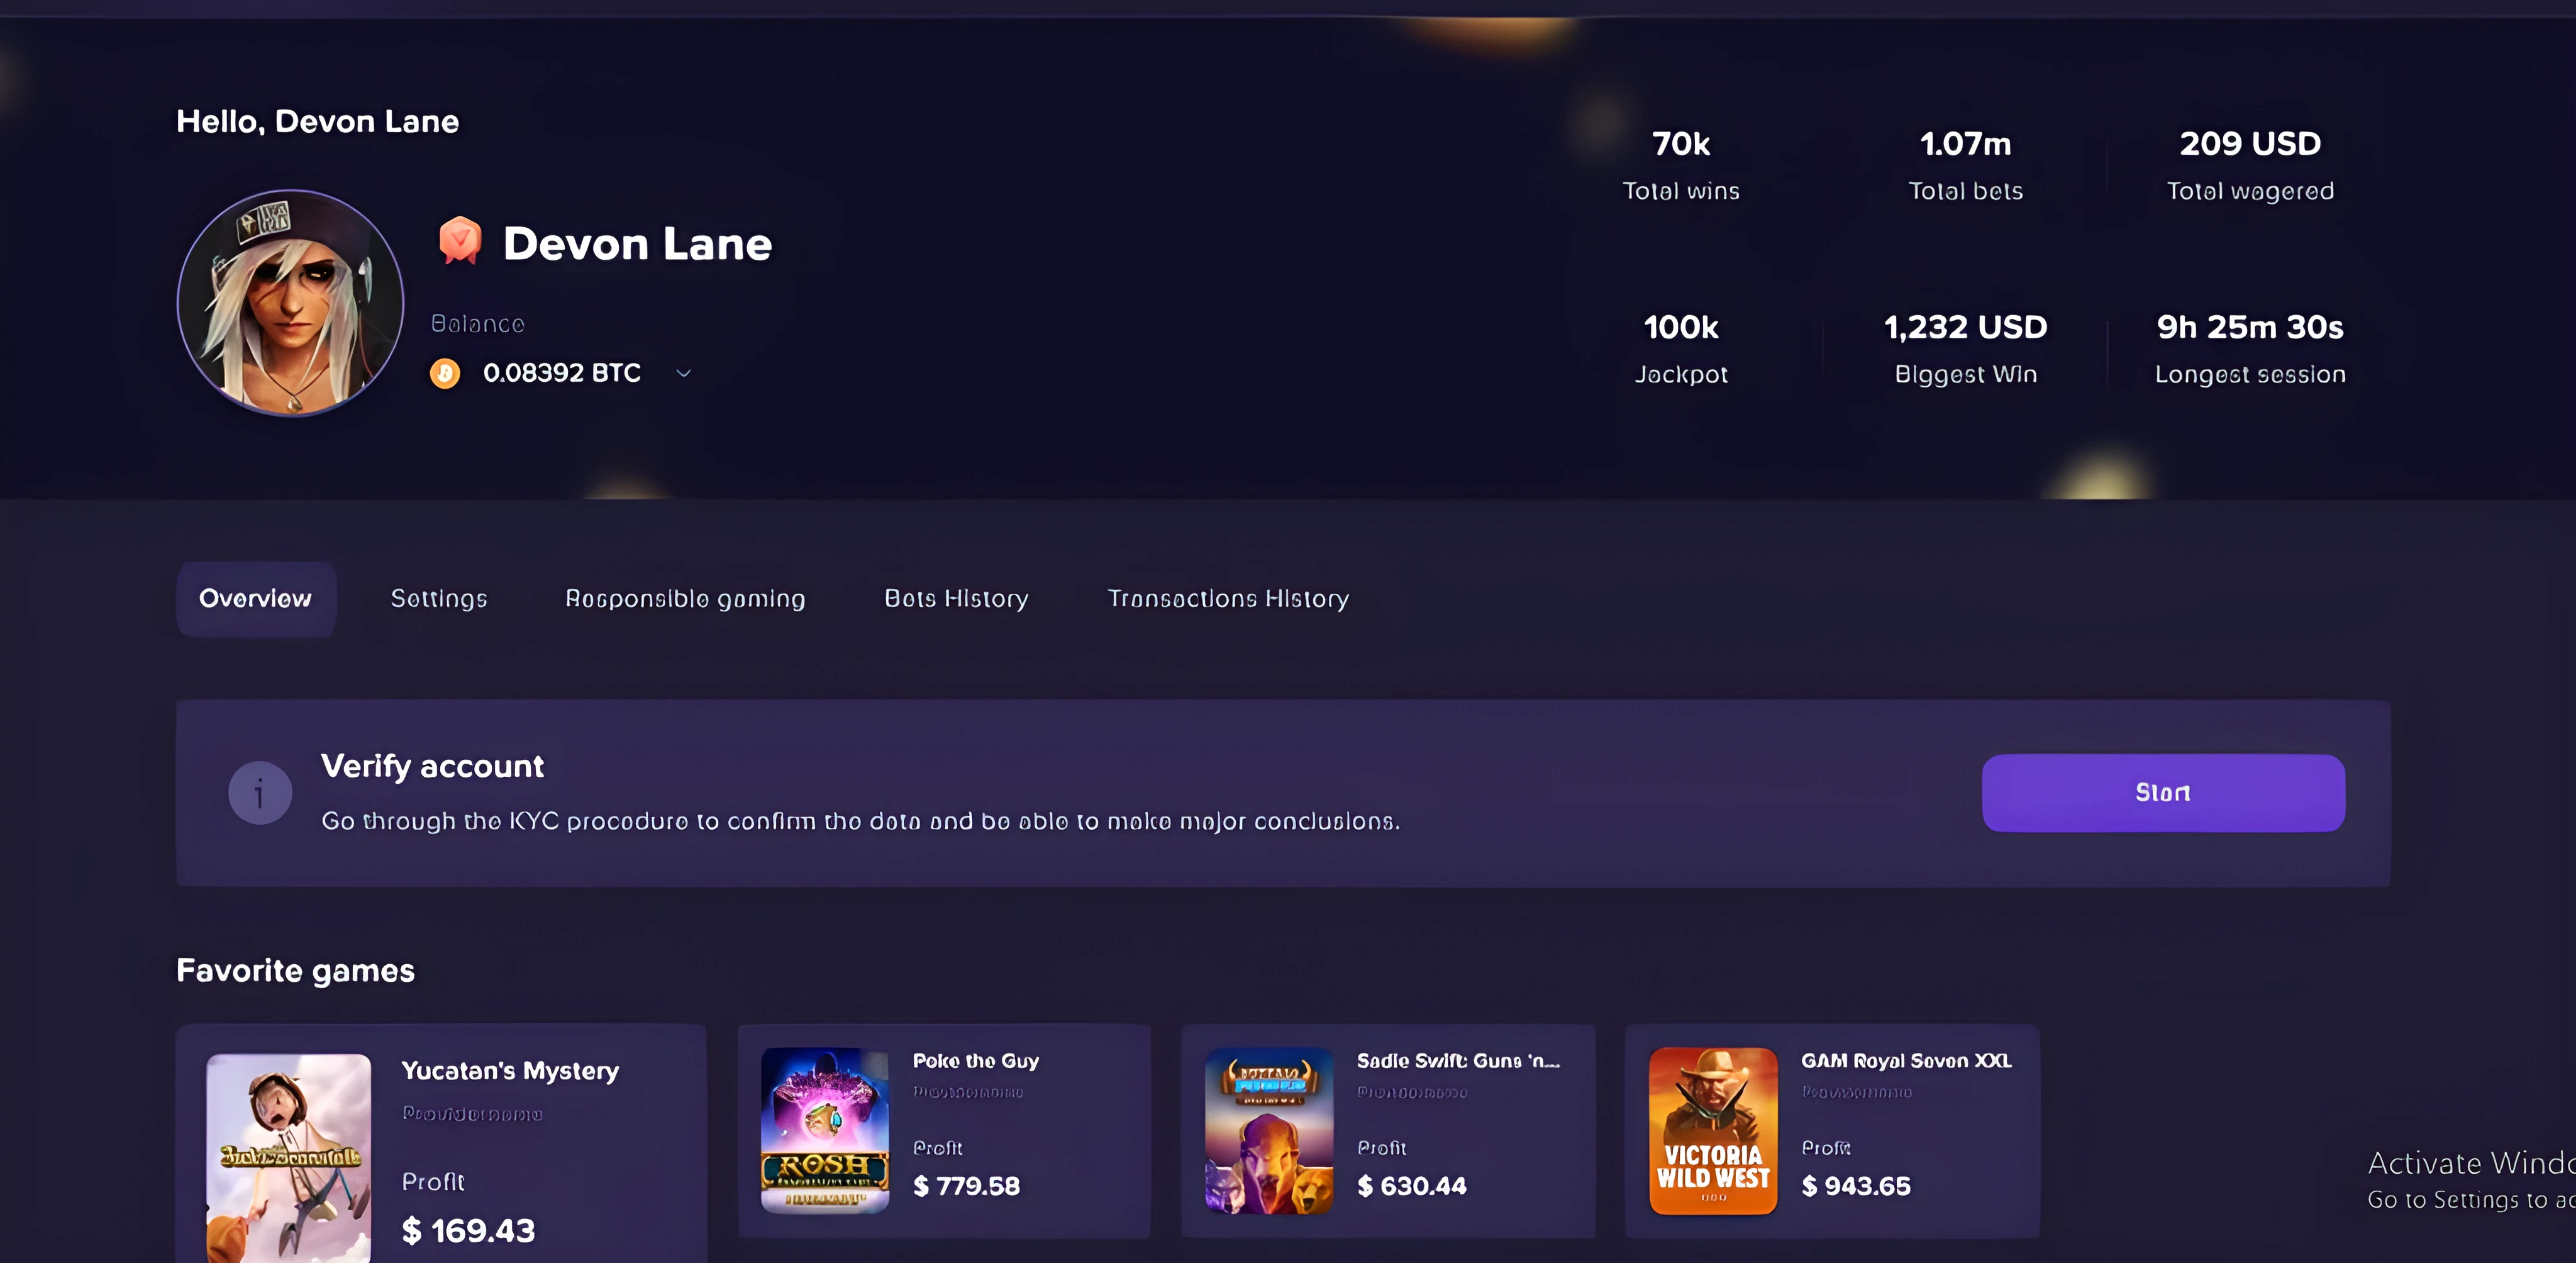 Hello, Devon Lane
Devon Lane
Balance
0.08392 BTC
70k
Total wins
1.07m
Total bets
209 USD
Total wagered
100k
Jackpot
1,232 USD
Biggest Win
9h 25m 30s
Longest session
Overview
Settings
Responsible gaming
Bets History
Transactions History
Verify account
Go through the KYC procedure to confirm the data and be able to make major conclusions.
Start
Favorite games
Yucatan's Mystery
Profit
$ 169.43
Poke the Guy
ROSH
Profit
$ 779.58
Sadie Swift: Guns 'n...
Profit
$ 630.44
GAM Royal Seven XXL
VICTORIA
WILD WEST
Profit
$ 943.65
Activate Windo
Go to Settings to ac